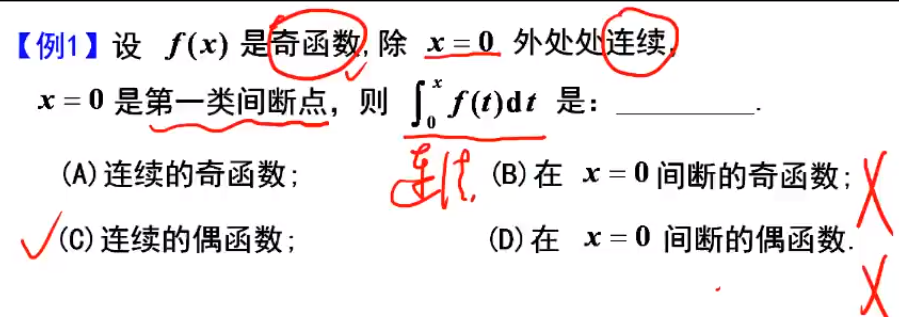 【例1】设 f(x) 是奇函数,除 x = 0 外处处连续,
x = 0 是第一类间断点，则 ∫₀ˣ f(t)dt 是：________.
(A)连续的奇函数; (B)在 x = 0 间断的奇函数;
连续.
(C)连续的偶函数; (D)在 x = 0 间断的偶函数.